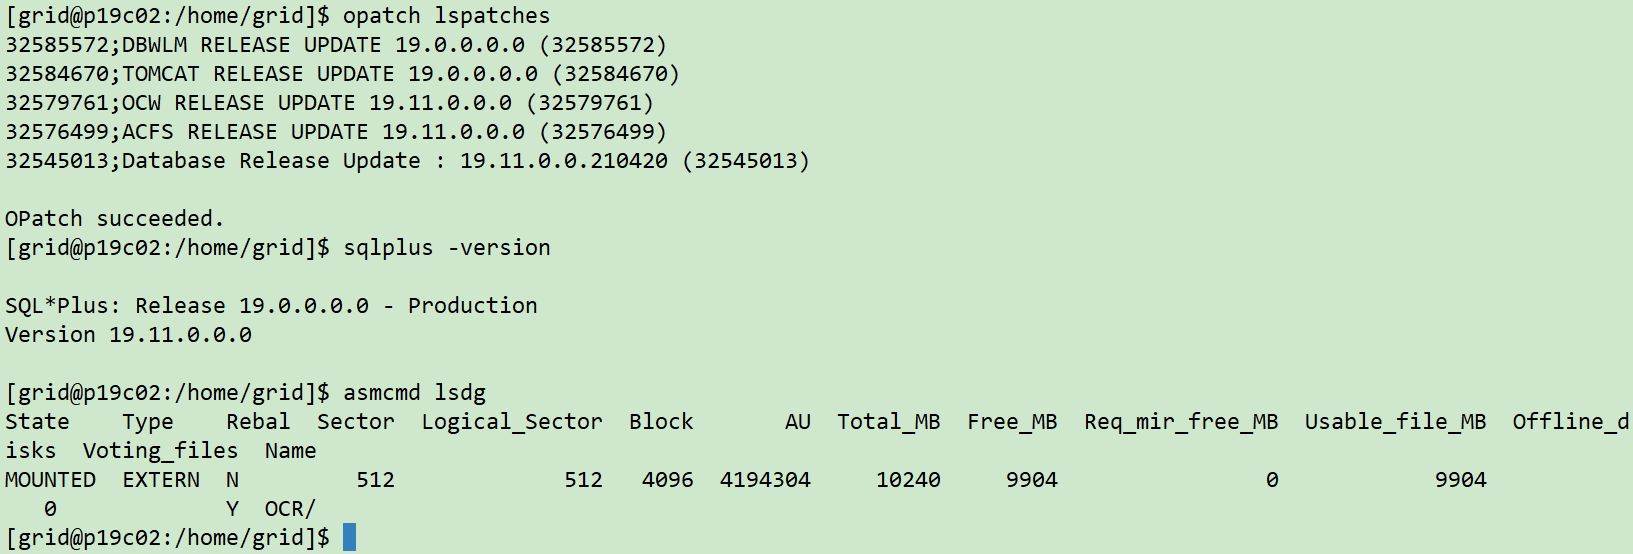 [grid@p19c02:/home/grid]$ opatch lspatches
32585572;DBWLM RELEASE UPDATE 19.0.0.0.0 (32585572)
32584670;TOMCAT RELEASE UPDATE 19.0.0.0.0 (32584670)
32579761;OCW RELEASE UPDATE 19.11.0.0.0 (32579761)
32576499;ACFS RELEASE UPDATE 19.11.0.0.0 (32576499)
32545013;Database Release Update : 19.11.0.0.210420 (32545013)
OPatch succeeded.
[grid@p19c02:/home/grid]$ sqlplus -version
SQL*Plus: Release 19.0.0.0.0 - Production
Version 19.11.0.0.0
[grid@p19c02:/home/grid]$ asmcmd lsdg
State    Type    Rebal  Sector  Logical_Sector  Block       AU  Total_MB  Free_MB  Req_mir_free_MB  Usable_file_MB  Offline_d
isks  Voting_files  Name
MOUNTED  EXTERN  N         512             512   4096  4194304     10240     9904                0            9904
   0             Y  OCR/
[grid@p19c02:/home/grid]$